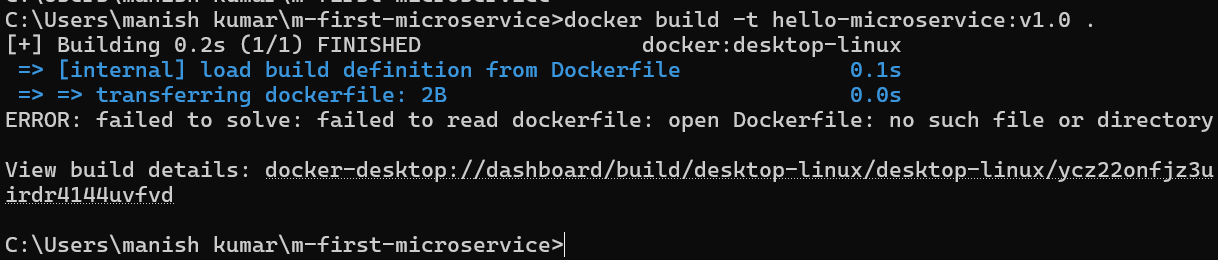 C:\Users\manish kumar\m-first-microservice>docker build -t hello-microservice:v1.0 .
[+] Building 0.2s (1/1) FINISHED docker:desktop-linux
=> [internal] load build definition from Dockerfile 0.1s
=> => transferring dockerfile: 2B 0.0s
ERROR: failed to solve: failed to read dockerfile: open Dockerfile: no such file or directory
View build details: docker-desktop://dashboard/build/desktop-linux/desktop-linux/ycz22onfjz3u
irdr4144uvfvd
C:\Users\manish kumar\m-first-microservice>